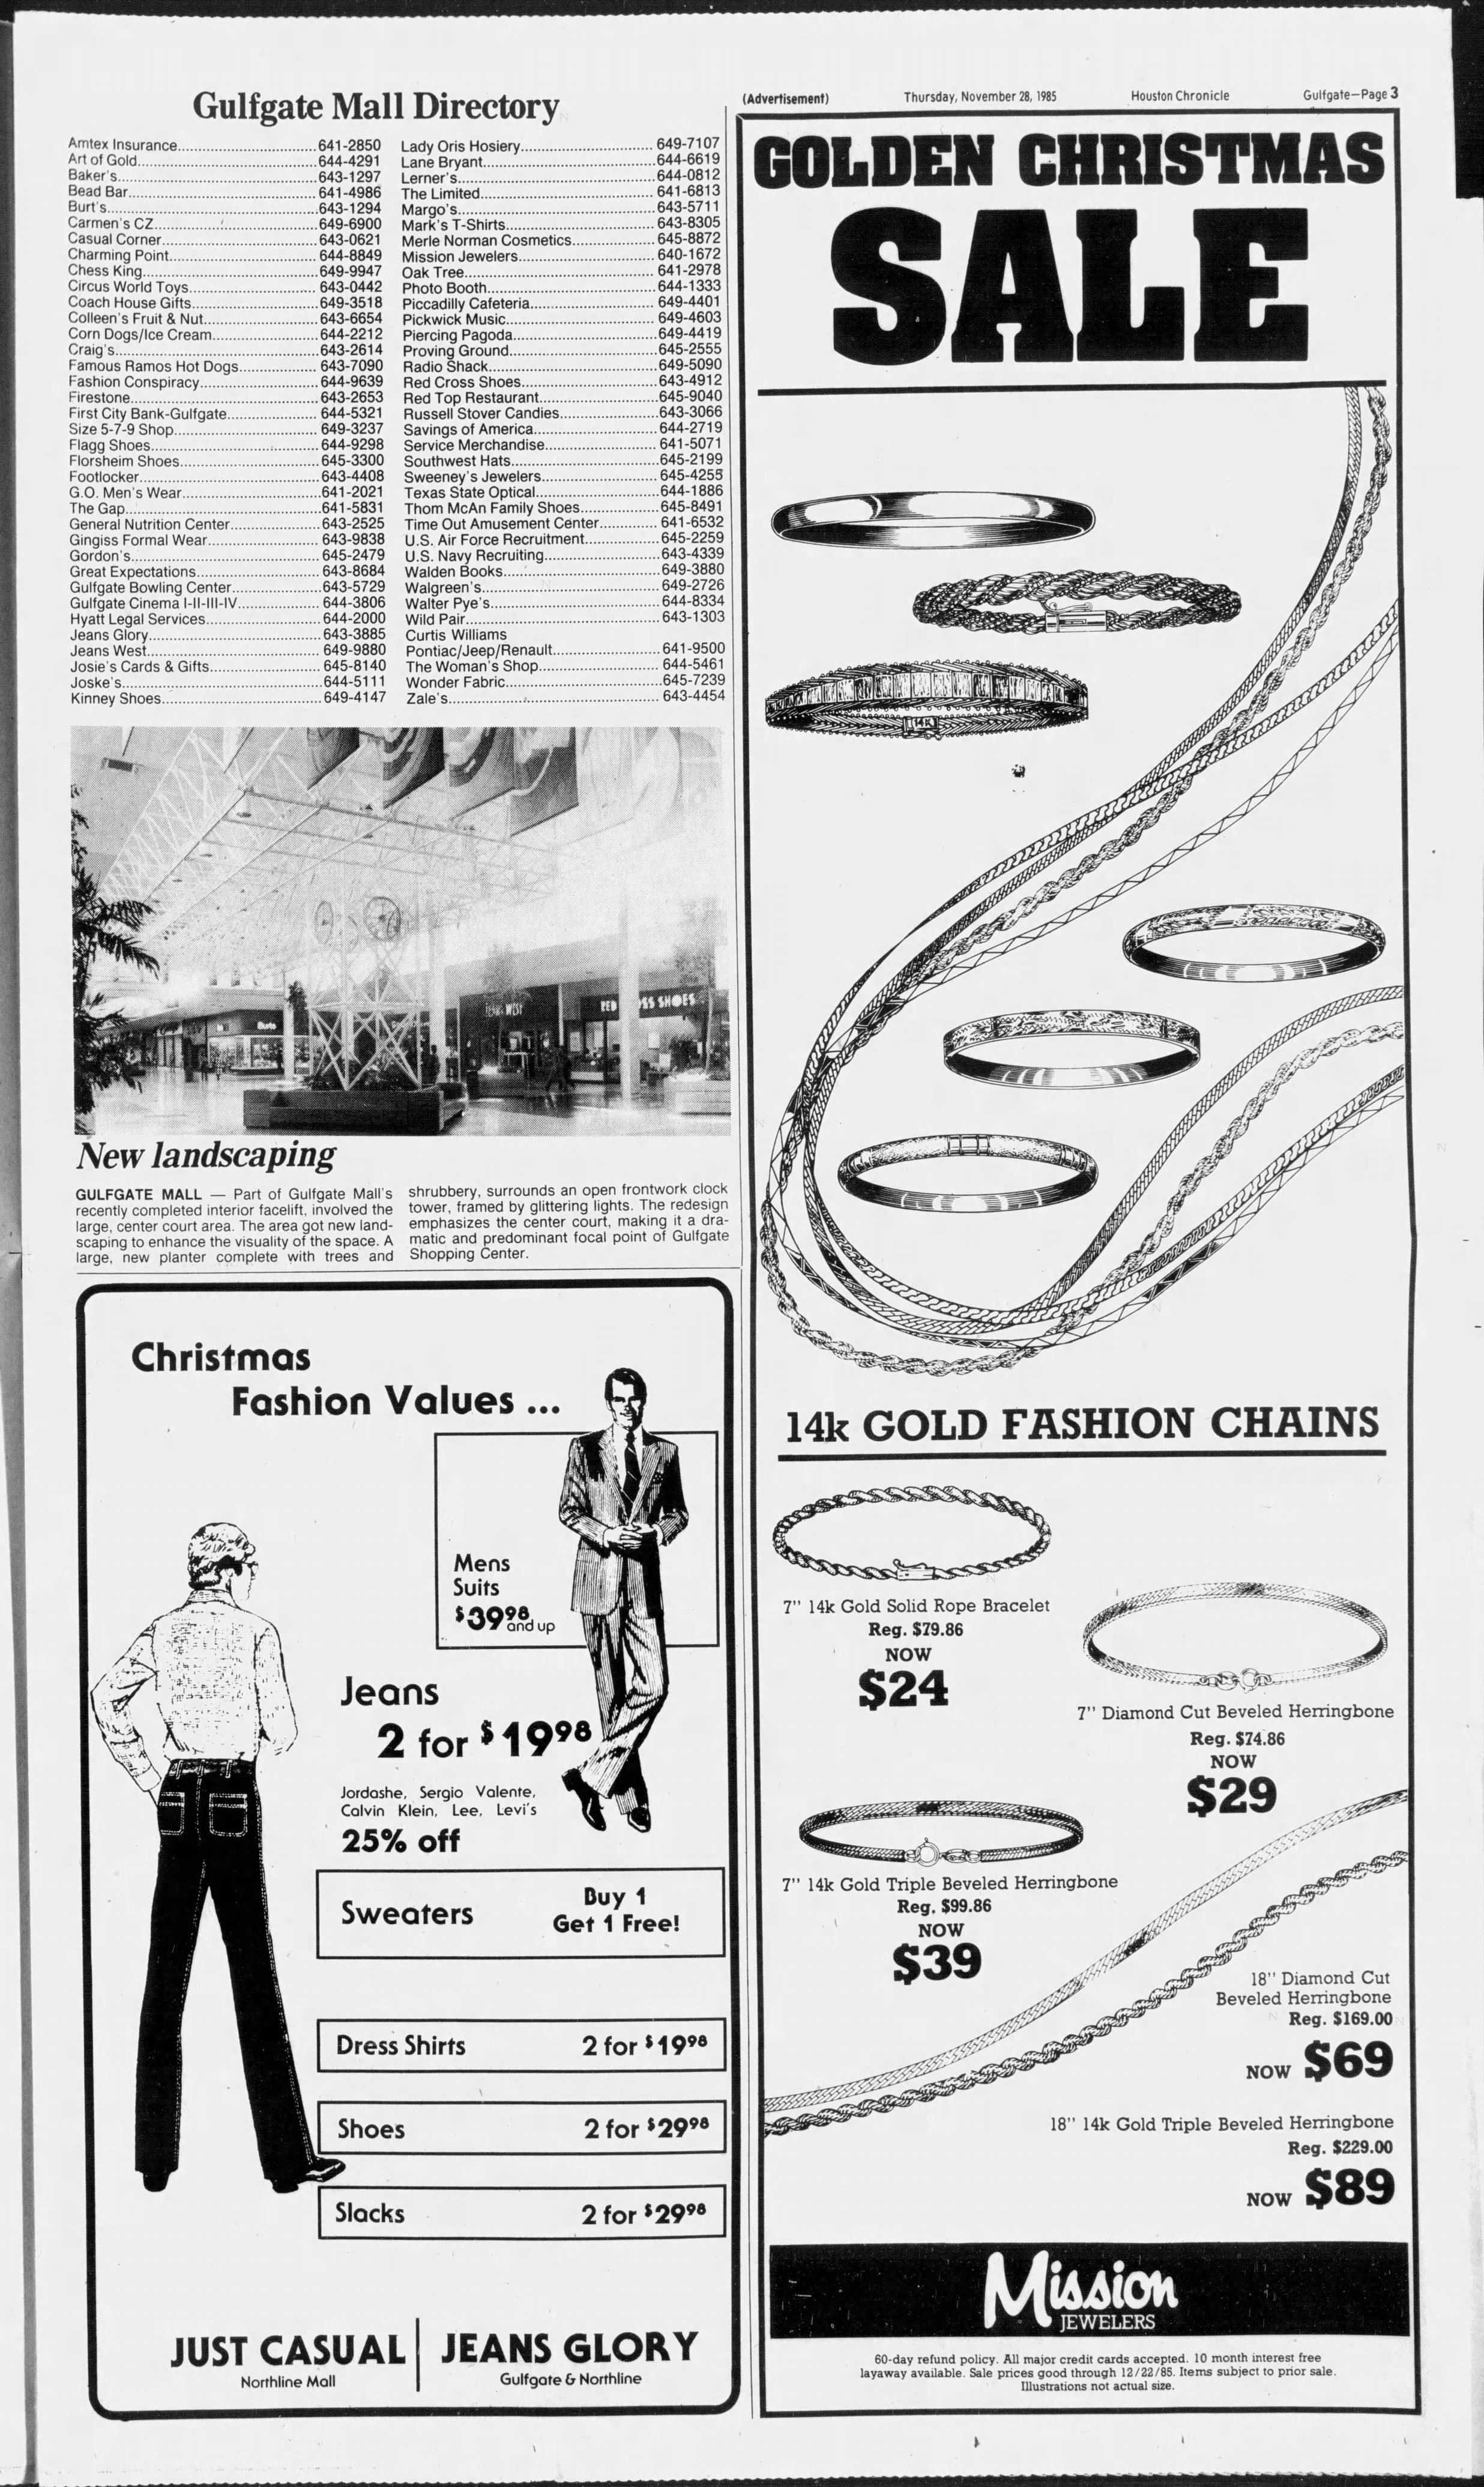 (Advertisement) Thursday, November 28, 1985 Houston Chronicle Gulfgate—Page 3
Gulfgate Mall Directory
Amtex Insurance 641-2850
Art of Gold 644-4291
Baker's 643-1297
Bead Bar 641-4986
Burt's 643-1294
Carmen's CZ 649-6900
Casual Corner 643-0621
Charming Point 644-8849
Chess King 649-9947
Circus World Toys 643-0442
Coach House Gifts 649-3518
Colleen's Fruit & Nut 643-6654
Corn Dogs/Ice Cream 644-2212
Craig's 643-2614
Famous Ramos Hot Dogs 643-7090
Fashion Conspiracy 644-9639
Firestone 643-2653
First City Bank-Gulfgate 644-5321
Size 5-7-9 Shop 649-3237
Flagg Shoes 644-9298
Florsheim Shoes 645-3300
Footlocker 643-4408
G.O. Men's Wear 641-2021
The Gap 641-5831
General Nutrition Center 643-2525
Gingiss Formal Wear 643-9838
Gordon's 645-2479
Great Expectations 643-8684
Gulfgate Bowling Center 643-5729
Gulfgate Cinema I-II-III-IV 644-3806
Hyatt Legal Services 644-2000
Jeans Glory 643-3885
Jeans West 649-9880
Josie's Cards & Gifts 645-8140
Joske's 644-5111
Kinney Shoes 649-4147
Lady Oris Hosiery 649-7107
Lane Bryant 644-6619
Lerner's 644-0812
The Limited 641-6813
Margo's 643-5711
Mark's T-Shirts 643-8305
Merle Norman Cosmetics 645-8872
Mission Jewelers 640-1672
Oak Tree 641-2978
Photo Booth 644-1333
Piccadilly Cafeteria 649-4401
Pickwick Music 649-4603
Piercing Pagoda 649-4419
Proving Ground 645-2555
Radio Shack 649-5090
Red Cross Shoes 643-4912
Red Top Restaurant 645-9040
Russell Stover Candies 643-3066
Savings of America 644-2719
Service Merchandise 641-5071
Southwest Hats 645-2199
Sweeney's Jewelers 645-4255
Texas State Optical 644-1886
Thom McAn Family Shoes 645-8491
Time Out Amusement Center 641-6532
U.S. Air Force Recruitment 645-2259
U.S. Navy Recruiting 643-4339
Walden Books 649-3880
Walgreen's 649-2726
Walter Pye's 644-8334
Wild Pair 643-1303
Curtis Williams
Pontiac/Jeep/Renault 641-9500
The Woman's Shop 644-5461
Wonder Fabric 645-7239
Zale's 643-4454
Burts
WEST
RED SS SHOES
New landscaping
GULFGATE MALL — Part of Gulfgate Mall's
recently completed interior facelift, involved the
large, center court area. The area got new land-
scaping to enhance the visuality of the space. A
large, new planter complete with trees and
shrubbery, surrounds an open frontwork clock
tower, framed by glittering lights. The redesign
emphasizes the center court, making it a dra-
matic and predominant focal point of Gulfgate
Shopping Center.
Christmas
Fashion Values ...
Mens
Suits
$39.98 and up
Jeans
2 for $19.98
Jordashe, Sergio Valente,
Calvin Klein, Lee, Levi's
25% off
Sweaters
Buy 1
Get 1 Free!
Dress Shirts 2 for $19.98
Shoes 2 for $29.98
Slacks 2 for $29.98
JUST CASUAL
Northline Mall
JEANS GLORY
Gulfgate & Northline
GOLDEN CHRISTMAS
SALE
14K
14k GOLD FASHION CHAINS
7" 14k Gold Solid Rope Bracelet
Reg. $79.86
NOW
$24
7" Diamond Cut Beveled Herringbone
Reg. $74.86
NOW
$29
7" 14k Gold Triple Beveled Herringbone
Reg. $99.86
NOW
$39
18" Diamond Cut
Beveled Herringbone
Reg. $169.00
NOW $69
18" 14k Gold Triple Beveled Herringbone
Reg. $229.00
NOW $89
Mission
JEWELERS
60-day refund policy. All major credit cards accepted. 10 month interest free
layaway available. Sale prices good through 12/22/85. Items subject to prior sale.
Illustrations not actual size.